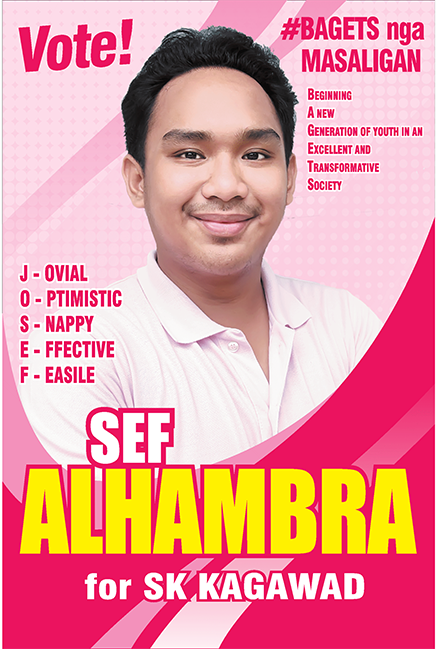 Vote!
#BAGETS nga
MASALIGAN
BEGINNING
A NEW
GENERATION OF YOUTH IN AN
EXCELLENT AND
TRANSFORMATIVE
SOCIETY
J - OVIAL
O - PTIMISTIC
S - NAPPY
E - FFECTIVE
F - EASILE
SEF
ALHAMBRA
for SK KAGAWAD